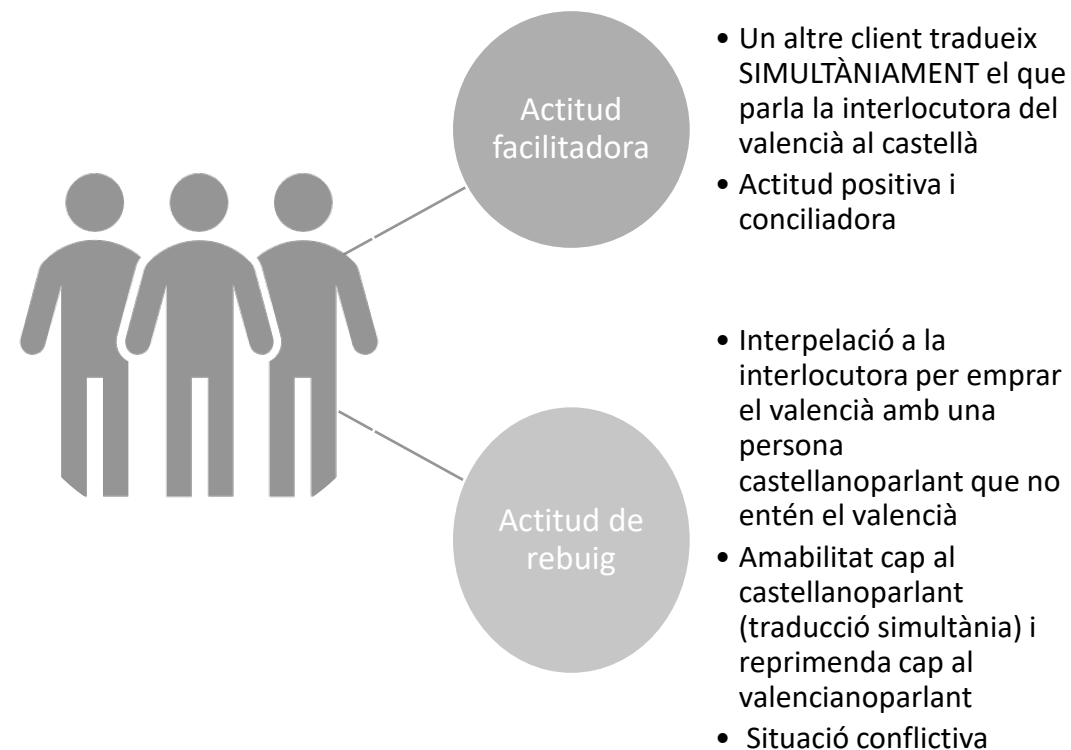 Actitud
facilitadora
• Un altre client tradueix
SIMULTÀNIAMENT el que
parla la interlocutora del
valencià al castellà
• Actitud positiva i
conciliadora
Actitud de
rebuig
• Interpelació a la
interlocutora per emprar
el valencià amb una
persona
castellanoparlant que no
entén el valencià
• Amabilitat cap al
castellanoparlant
(traducció simultània) i
reprimenda cap al
valencianoparlant
• Situació conflictiva